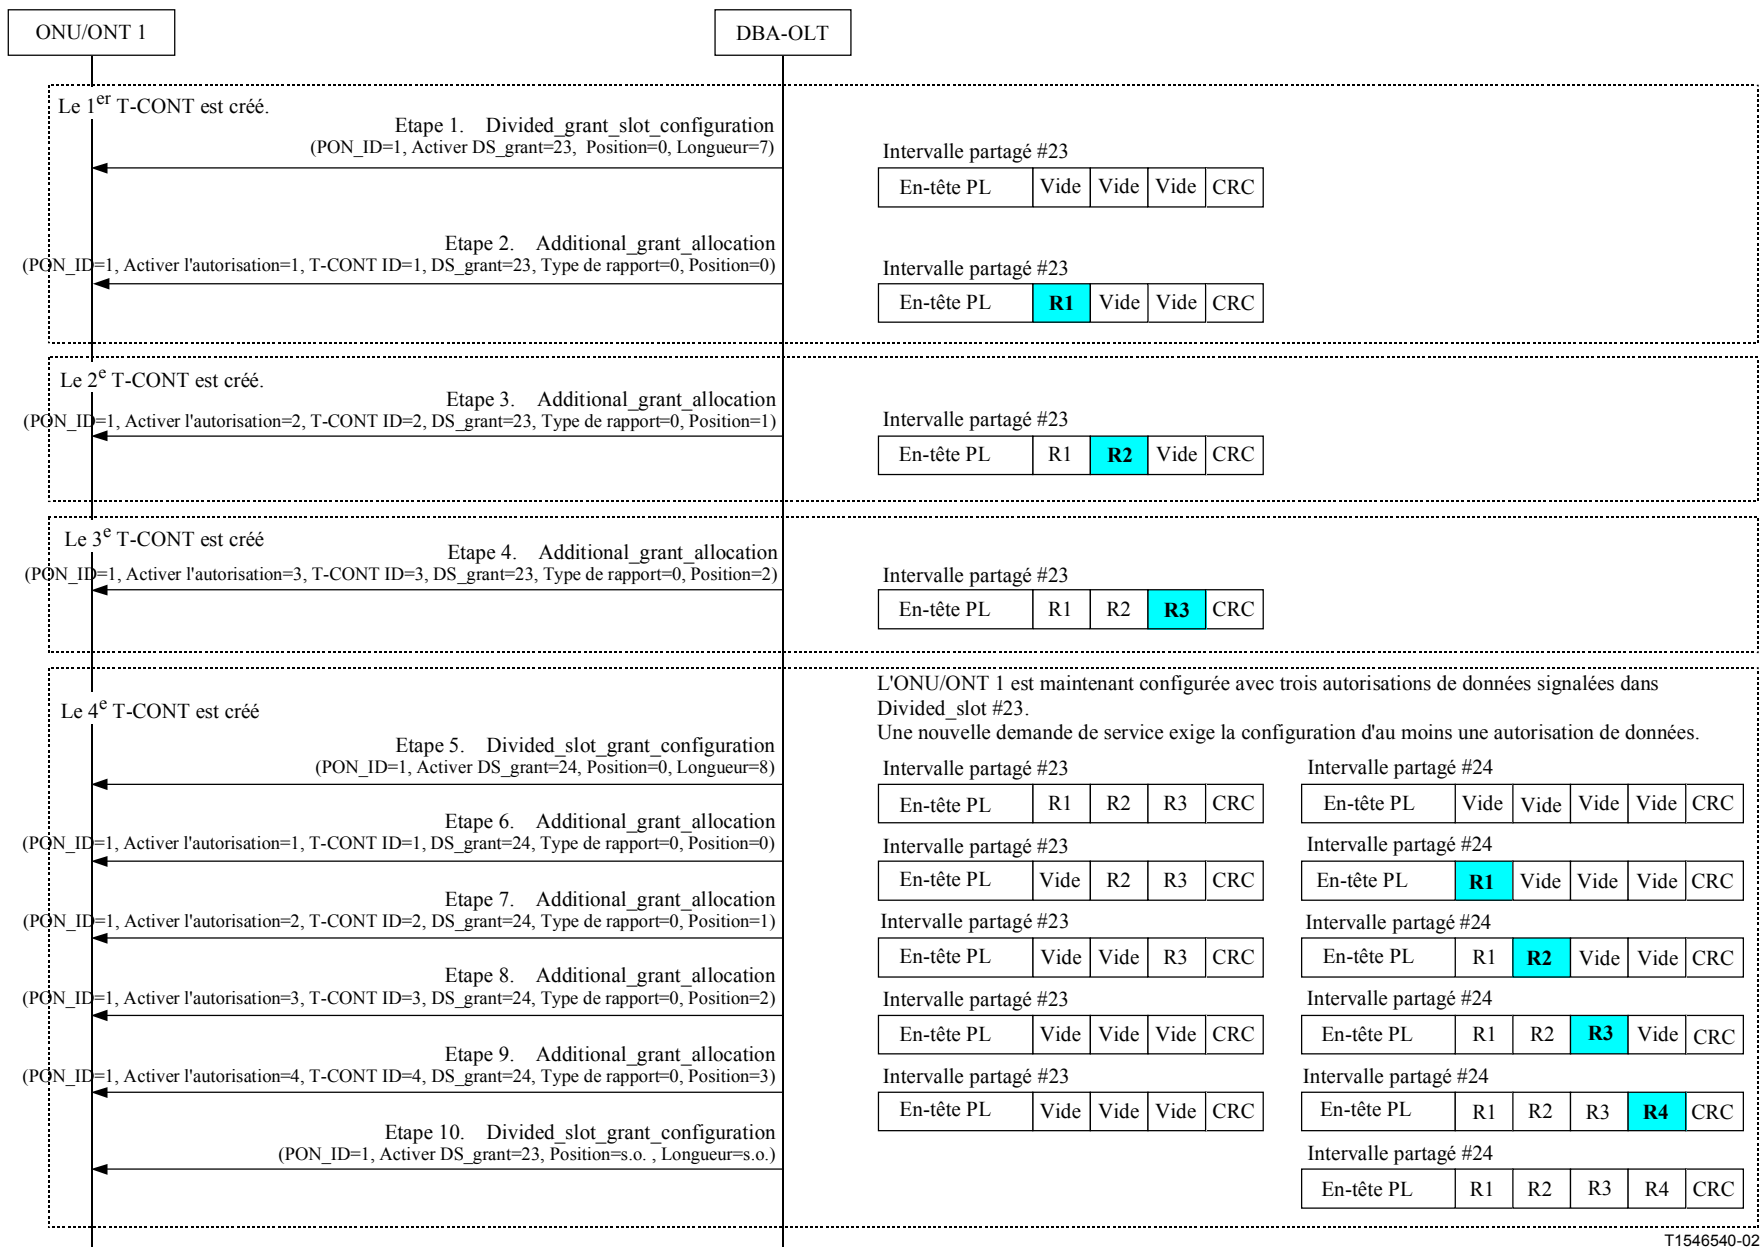 ONU/ONT 1
DBA-OLT
Le 1er T-CONT est créé.
Etape 1. Divided_grant_slot_configuration
(PON_ID=1, Activer DS_grant=23, Position=0, Longueur=7)
Intervalle partagé #23
En-tête PL Vide Vide Vide CRC
Etape 2. Additional_grant_allocation
(PON_ID=1, Activer l'autorisation=1, T-CONT ID=1, DS_grant=23, Type de rapport=0, Position=0)
Intervalle partagé #23
En-tête PL R1 Vide Vide CRC
Le 2e T-CONT est créé.
Etape 3. Additional_grant_allocation
(PON_ID=1, Activer l'autorisation=2, T-CONT ID=2, DS_grant=23, Type de rapport=0, Position=1)
Intervalle partagé #23
En-tête PL R1 R2 Vide CRC
Le 3e T-CONT est créé
Etape 4. Additional_grant_allocation
(PON_ID=1, Activer l'autorisation=3, T-CONT ID=3, DS_grant=23, Type de rapport=0, Position=2)
Intervalle partagé #23
En-tête PL R1 R2 R3 CRC
Le 4e T-CONT est créé
L'ONU/ONT 1 est maintenant configurée avec trois autorisations de données signalées dans
Divided_slot #23.
Une nouvelle demande de service exige la configuration d'au moins une autorisation de données.
Etape 5. Divided_slot_grant_configuration
(PON_ID=1, Activer DS_grant=24, Position=0, Longueur=8)
Intervalle partagé #23
En-tête PL R1 R2 R3 CRC
Intervalle partagé #24
En-tête PL Vide Vide Vide Vide CRC
Etape 6. Additional_grant_allocation
(PON_ID=1, Activer l'autorisation=1, T-CONT ID=1, DS_grant=24, Type de rapport=0, Position=0)
Intervalle partagé #23
En-tête PL Vide R2 R3 CRC
Intervalle partagé #24
En-tête PL R1 Vide Vide Vide CRC
Etape 7. Additional_grant_allocation
(PON_ID=1, Activer l'autorisation=2, T-CONT ID=2, DS_grant=24, Type de rapport=0, Position=1)
Intervalle partagé #23
En-tête PL Vide Vide R3 CRC
Intervalle partagé #24
En-tête PL R1 R2 Vide Vide CRC
Etape 8. Additional_grant_allocation
(PON_ID=1, Activer l'autorisation=3, T-CONT ID=3, DS_grant=24, Type de rapport=0, Position=2)
Intervalle partagé #23
En-tête PL Vide Vide Vide CRC
Intervalle partagé #24
En-tête PL R1 R2 R3 Vide CRC
Etape 9. Additional_grant_allocation
(PON_ID=1, Activer l'autorisation=4, T-CONT ID=4, DS_grant=24, Type de rapport=0, Position=3)
Intervalle partagé #23
En-tête PL Vide Vide Vide CRC
Intervalle partagé #24
En-tête PL R1 R2 R3 R4 CRC
Etape 10. Divided_slot_grant_configuration
(PON_ID=1, Activer DS_grant=23, Position=s.o. , Longueur=s.o.)
Intervalle partagé #24
En-tête PL R1 R2 R3 R4 CRC
T1546540-02